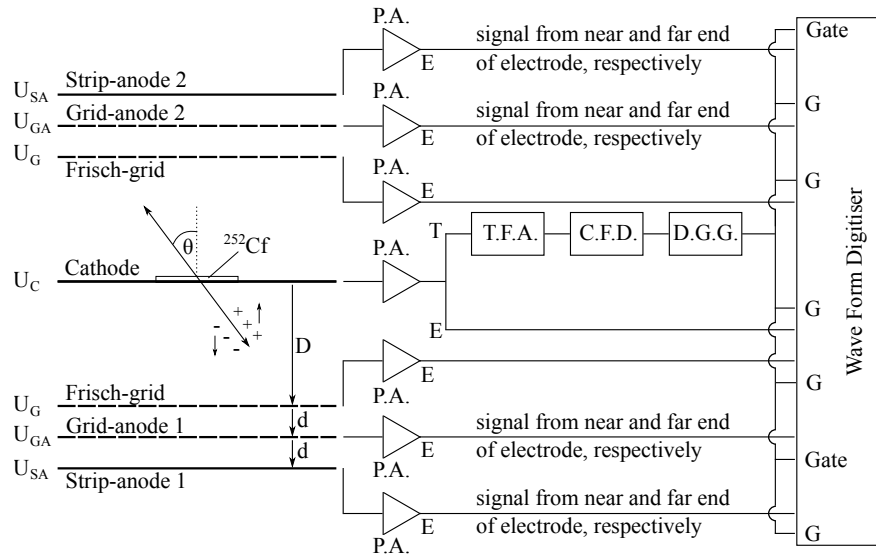 P.A.
E
signal from near and far end
of electrode, respectively
Gate
U_SA
Strip-anode 2
P.A.
U_GA
Grid-anode 2
E
signal from near and far end
of electrode, respectively
G
U_G
Frisch-grid
P.A.
E
G
θ
²⁵²Cf
T
T.F.A.
C.F.D.
D.G.G.
U_C
Cathode
P.A.
E
G
+ + + +
- - -
D
Wave Form Digitiser
Frisch-grid
P.A.
E
G
U_G
d
U_GA
Grid-anode 1
E
signal from near and far end
of electrode, respectively
d
P.A.
Gate
U_SA
Strip-anode 1
E
signal from near and far end
of electrode, respectively
G
P.A.